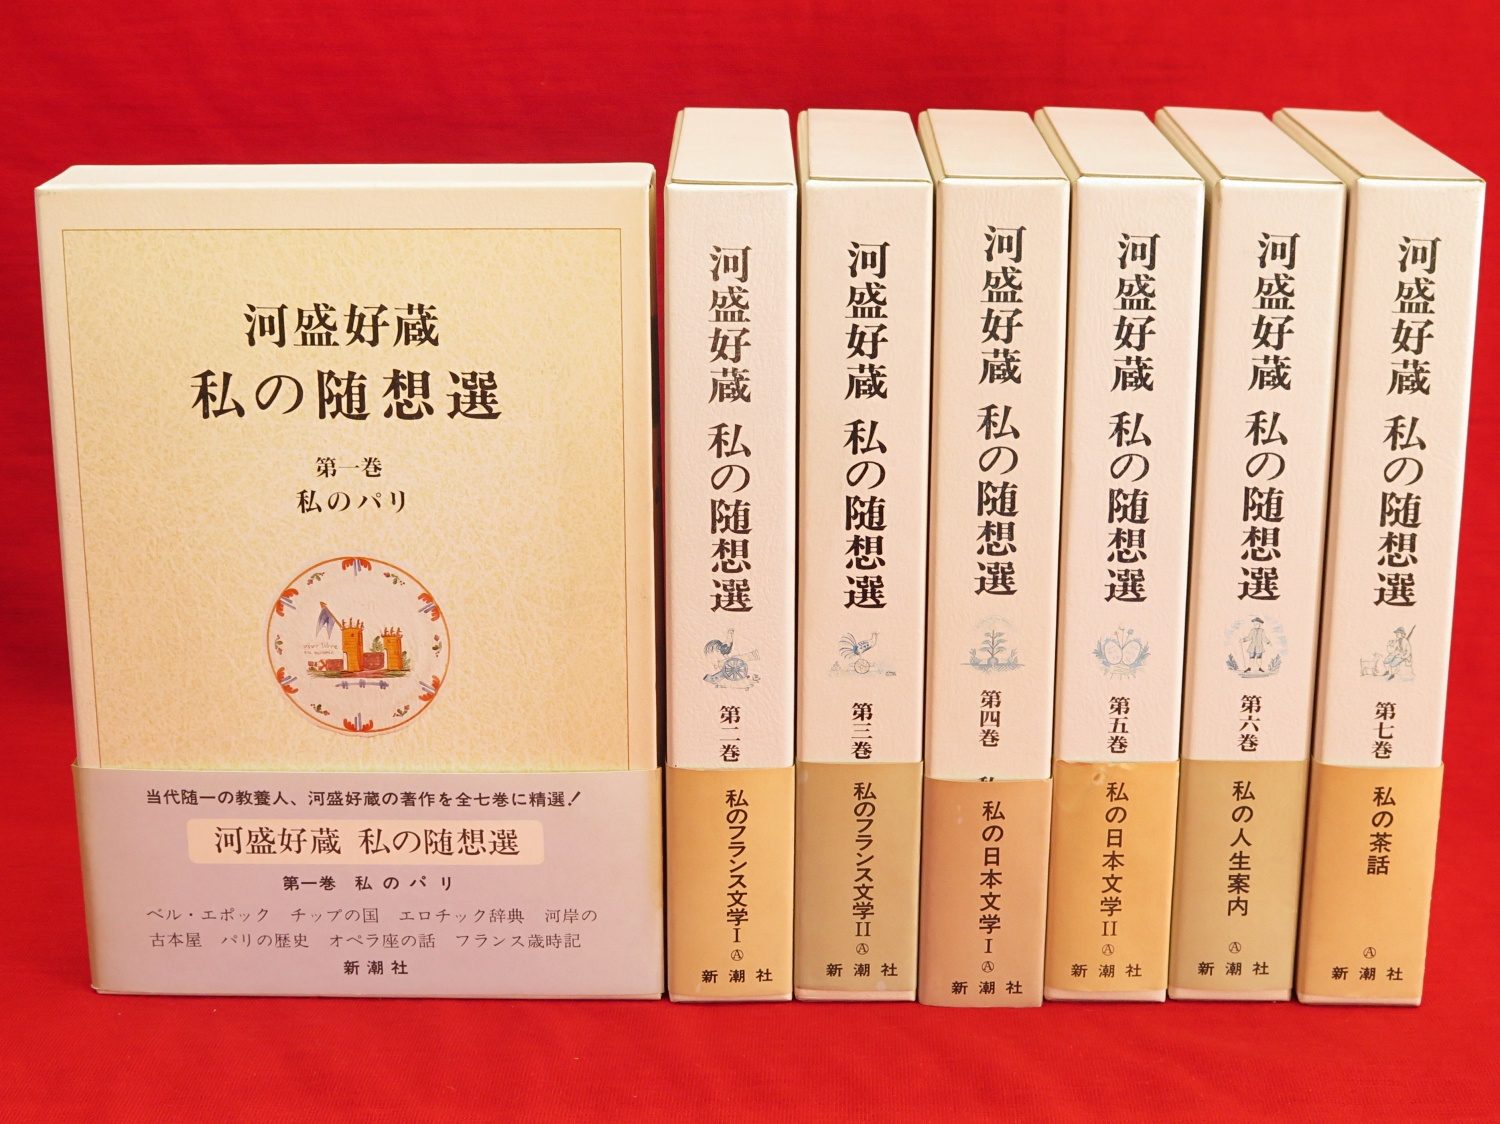 河盛好蔵
私の随想選
第一巻
私のパリ
当代随一の教養人、河盛好蔵の著作を全七巻に精選！
河盛好蔵 私の随想選
第一巻 私のパリ
ベル・エポック チップの国 エロチック辞典 河岸の
古本屋 パリの歴史 オペラ座の話 フランス歳時記
新潮社
河盛好蔵 私の随想選
第二巻
私のフランス文学Ⅰ
Ⓐ
新潮社
河盛好蔵 私の随想選
第三巻
私のフランス文学Ⅱ
Ⓐ
新潮社
河盛好蔵 私の随想選
第四巻
私の日本文学Ⅰ
Ⓐ
新潮社
河盛好蔵 私の随想選
第五巻
私の日本文学Ⅱ
Ⓐ
新潮社
河盛好蔵 私の随想選
第六巻
私の人生案内
Ⓐ
新潮社
河盛好蔵 私の随想選
第七巻
私の茶話
Ⓐ
新潮社